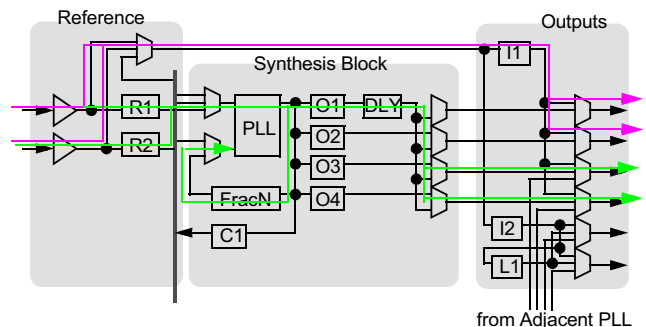 Reference
Outputs
Synthesis Block
I1
R1
O1
DLY
PLL
R2
O2
O3
FracN
O4
C1
I2
L1
from Adjacent PLL